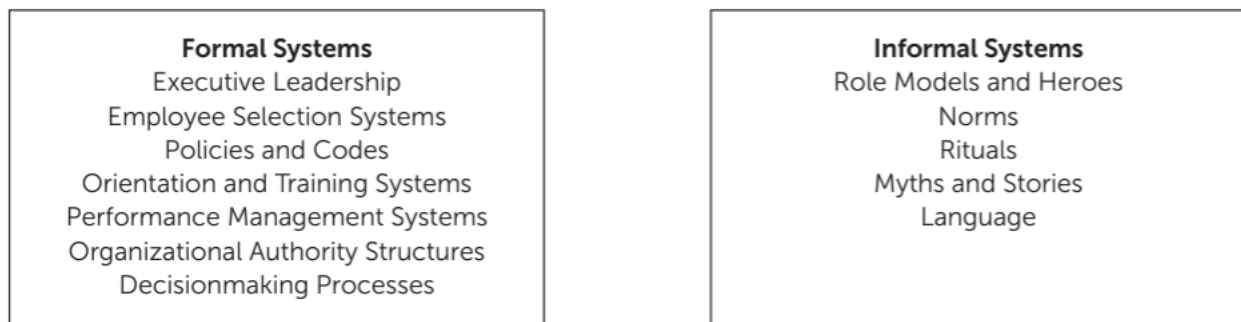 Formal Systems
Executive Leadership
Employee Selection Systems
Policies and Codes
Orientation and Training Systems
Performance Management Systems
Organizational Authority Structures
Decisionmaking Processes
Informal Systems
Role Models and Heroes
Norms
Rituals
Myths and Stories
Language